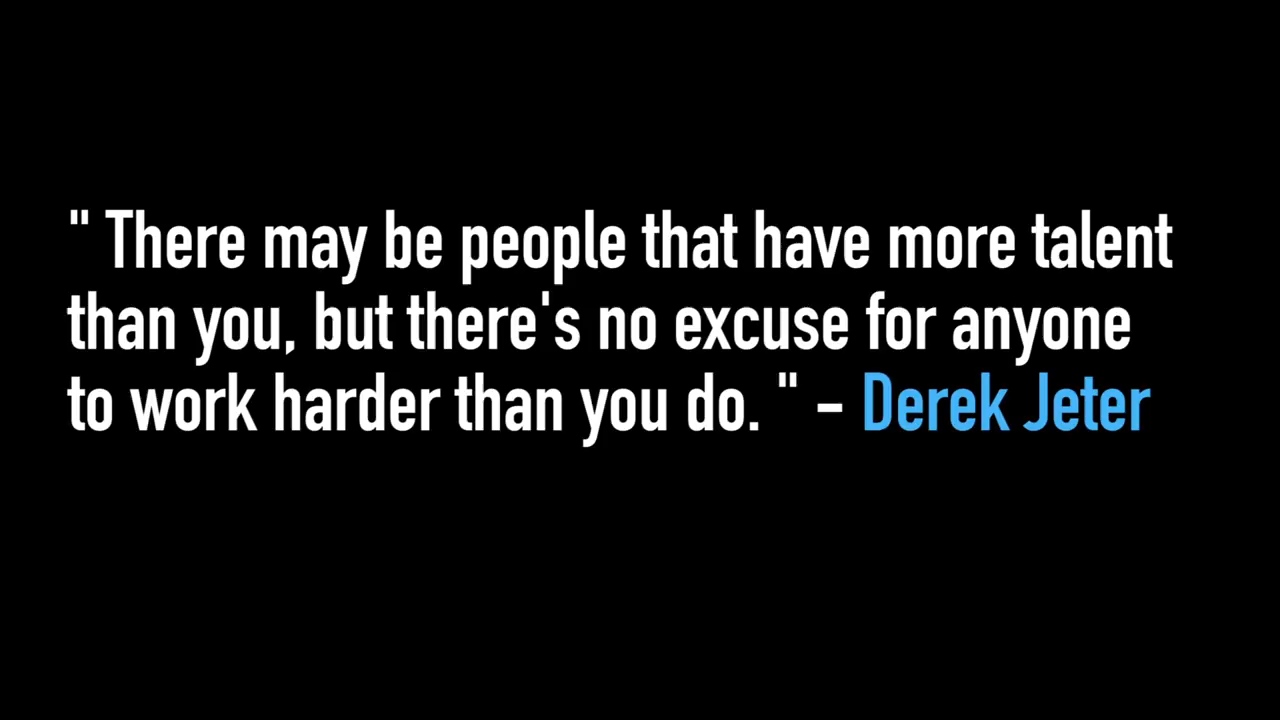 " There may be people that have more talent
than you, but there's no excuse for anyone
to work harder than you do. " – Derek Jeter